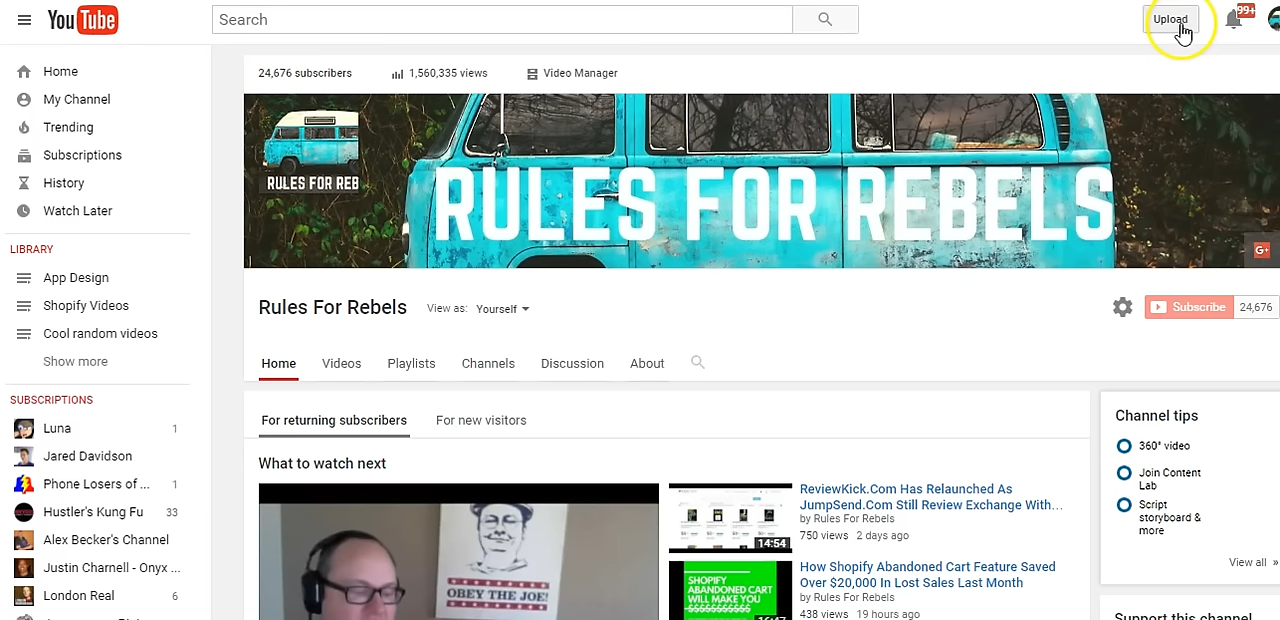 YouTube
Search
Upload
99+
Home
My Channel
Trending
Subscriptions
History
Watch Later
LIBRARY
App Design
Shopify Videos
Cool random videos
Show more
SUBSCRIPTIONS
Luna 1
Jared Davidson
Phone Losers of ... 1
Hustler's Kung Fu 33
Alex Becker's Channel
Justin Charnell - Onyx ...
London Real 6
24,676 subscribers 1,560,335 views Video Manager
RULES FOR REB
RULES FOR REBELS
G+
Rules For Rebels View as: Yourself
Subscribe 24,676
Home Videos Playlists Channels Discussion About
For returning subscribers For new visitors
What to watch next
OBEY THE JOE!
ReviewKick.Com Has Relaunched As
JumpSend.Com Still Review Exchange With...
by Rules For Rebels
750 views 2 days ago
14:54
How Shopify Abandoned Cart Feature Saved
Over $20,000 In Lost Sales Last Month
by Rules For Rebels
438 views 19 hours ago
SHOPIFY
ABANDONED CART
WILL MAKE YOU
Channel tips
360° video
Join Content
Lab
Script
storyboard &
more
View all »
Support this channel